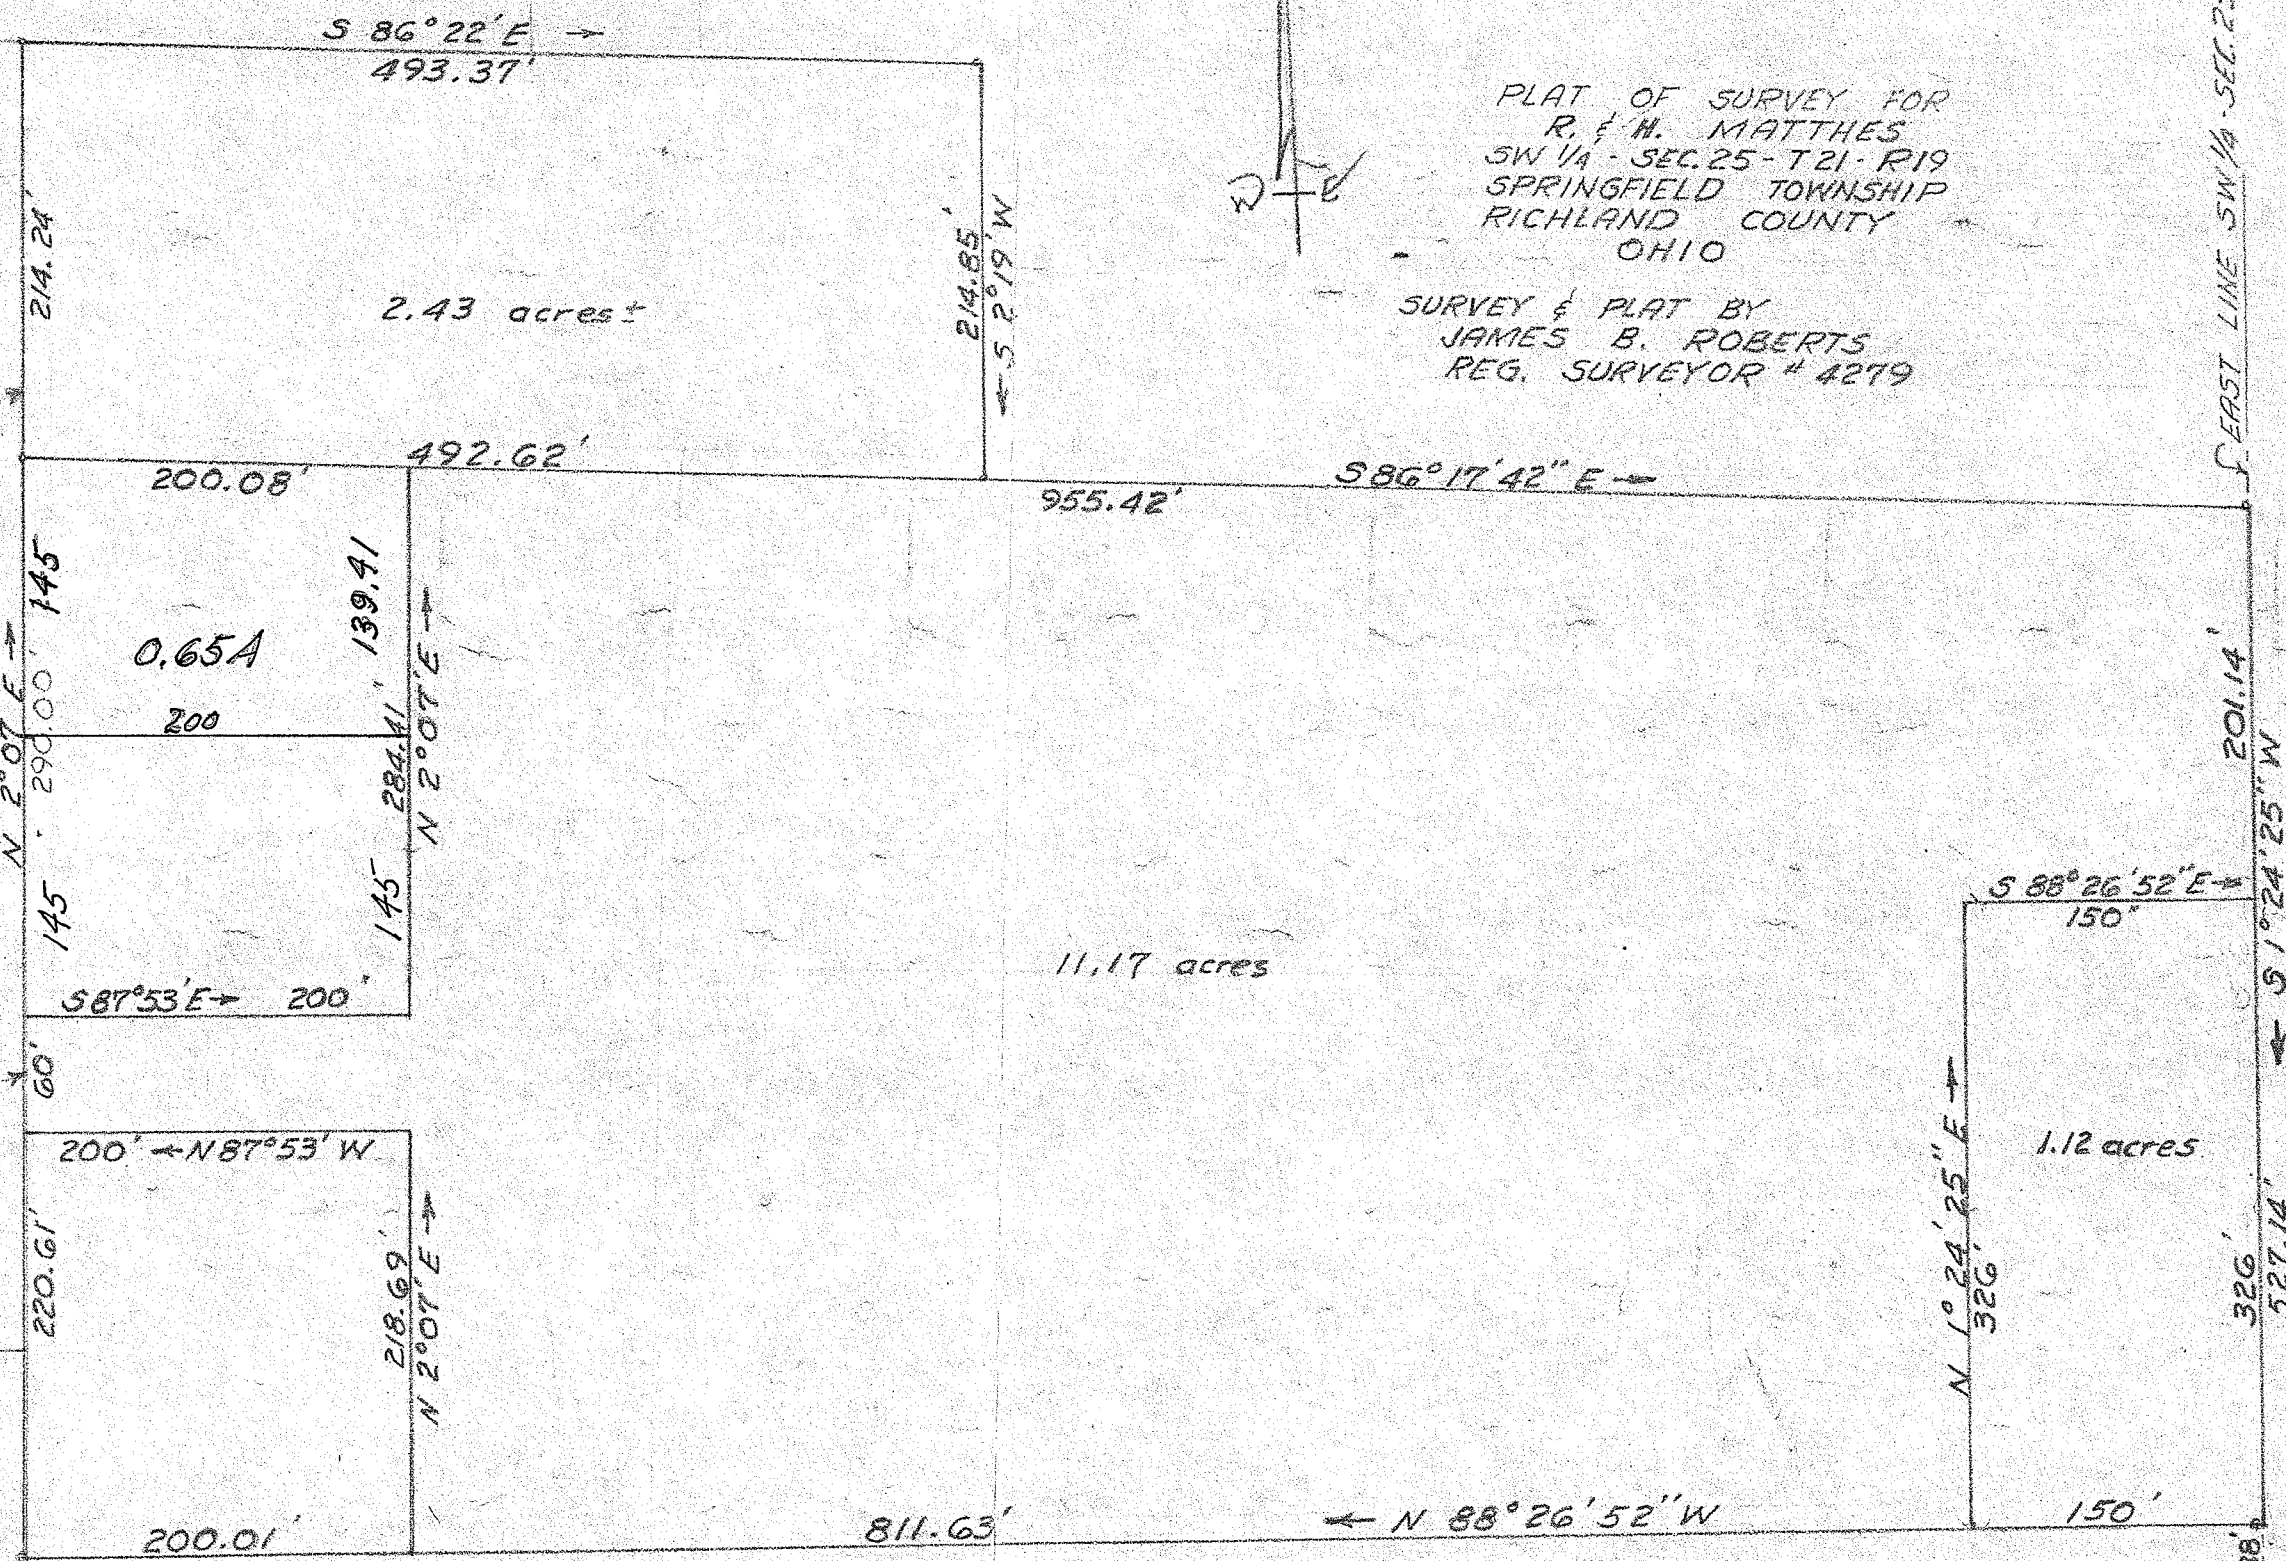 S 86° 22' E →
493.37'
214.24'
2.43 acres ±
214.85'
← S 2° 19' W
PLAT OF SURVEY FOR
R. & H. MATTHES
SW 1/4 - SEC. 25 - T 21 - R 19
SPRINGFIELD TOWNSHIP
RICHLAND COUNTY
OHIO
SURVEY & PLAT BY
JAMES B. ROBERTS
REG. SURVEYOR # 4279
EAST LINE SW 1/4 - SEC. 25
492.62'
200.08'
955.42'
S 86° 17' 42" E →
145
139.41
0.65A
200
N 2° 07' E →
290.00'
284.41'
N 2° 07' E →
145
145
S 87° 53' E → 200'
60'
200' ← N 87° 53' W
220.61'
218.69'
N 2° 07' E →
200.01'
811.63'
← N 88° 26' 52" W
11.17 acres
201.14'
← S 1° 24' 25" W
S 88° 26' 52" E →
150'
N 1° 24' 25" E →
326'
1.12 acres
326'
527.14'
150'